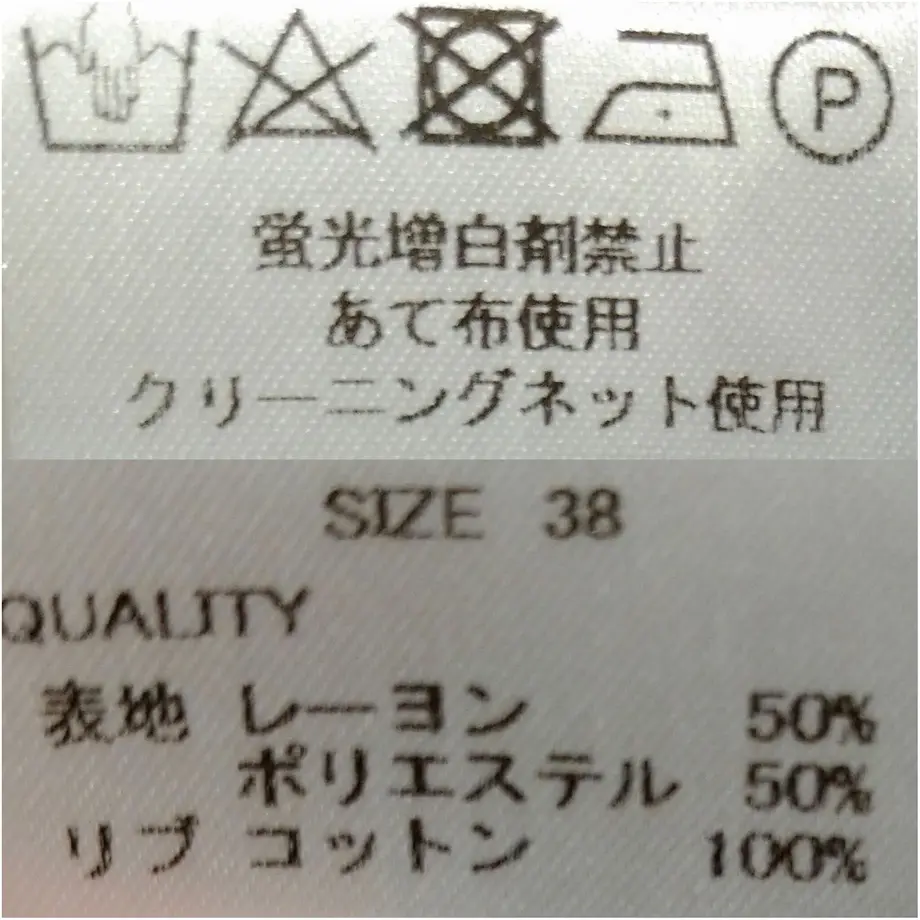 P
蛍光増白剤禁止
あて布使用
クリーニングネット使用
SIZE 38
QUALITY
表地 レーヨン 50%
ポリエステル 50%
リブ コットン 100%